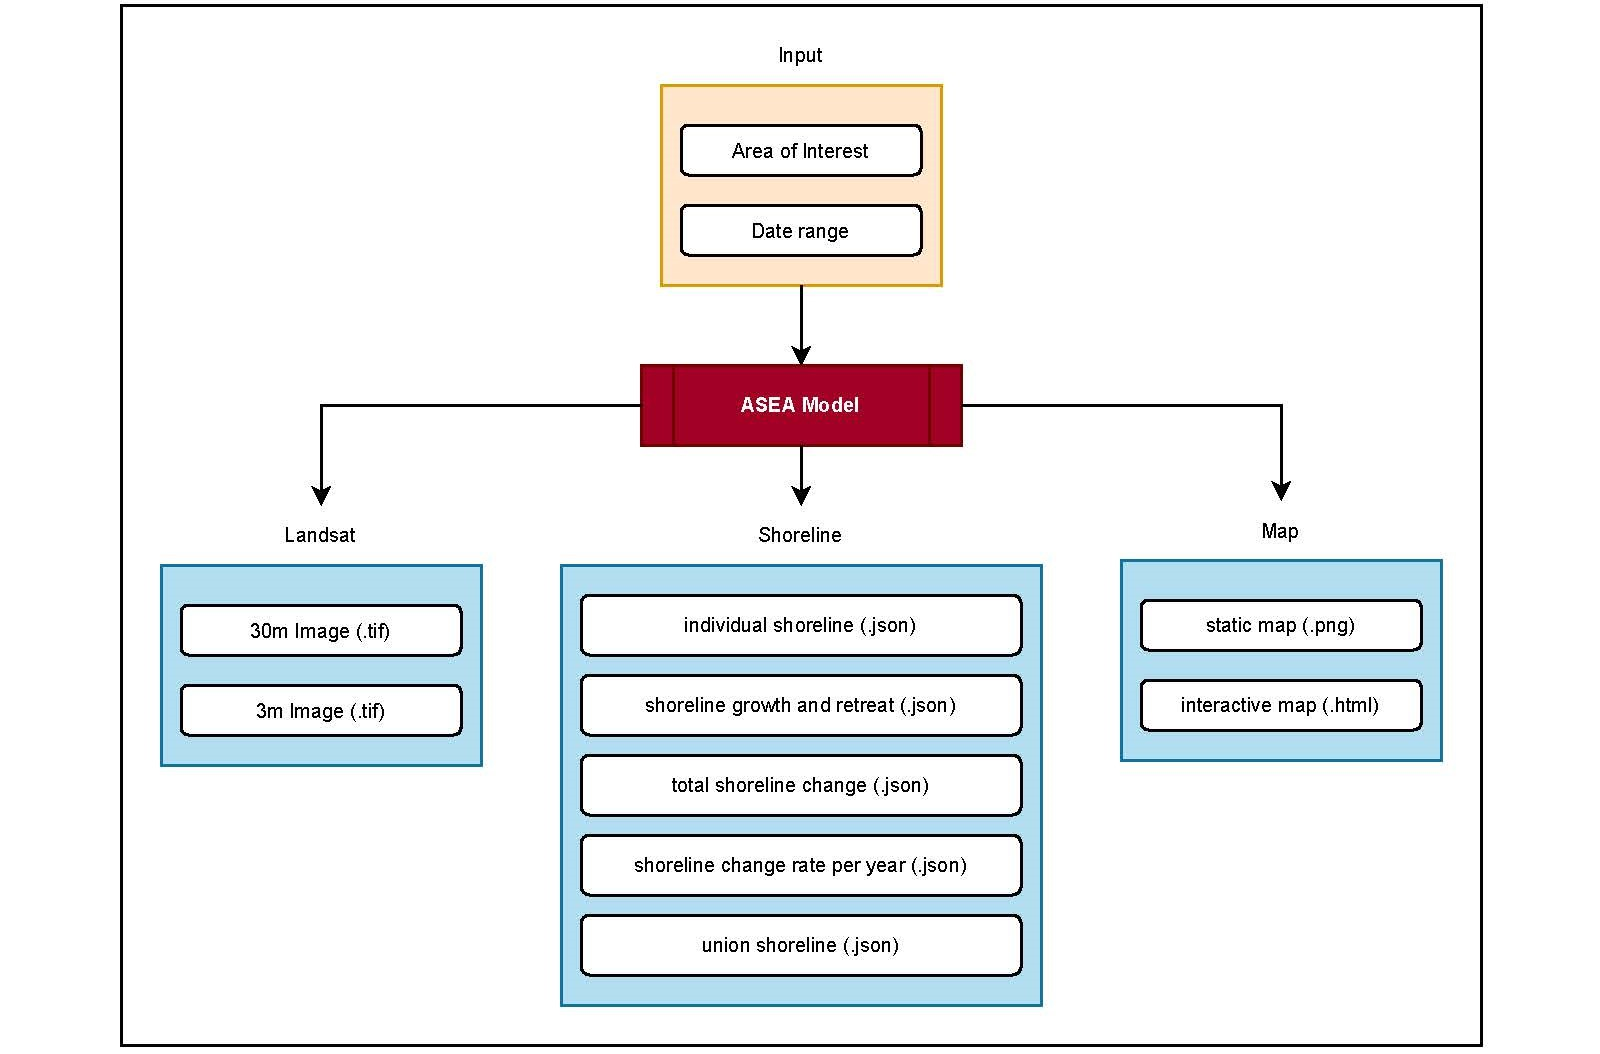 Input
Area of Interest
Date range
ASEA Model
Landsat
30m Image (.tif)
3m Image (.tif)
Shoreline
individual shoreline (.json)
shoreline growth and retreat (.json)
total shoreline change (.json)
shoreline change rate per year (.json)
union shoreline (.json)
Map
static map (.png)
interactive map (.html)